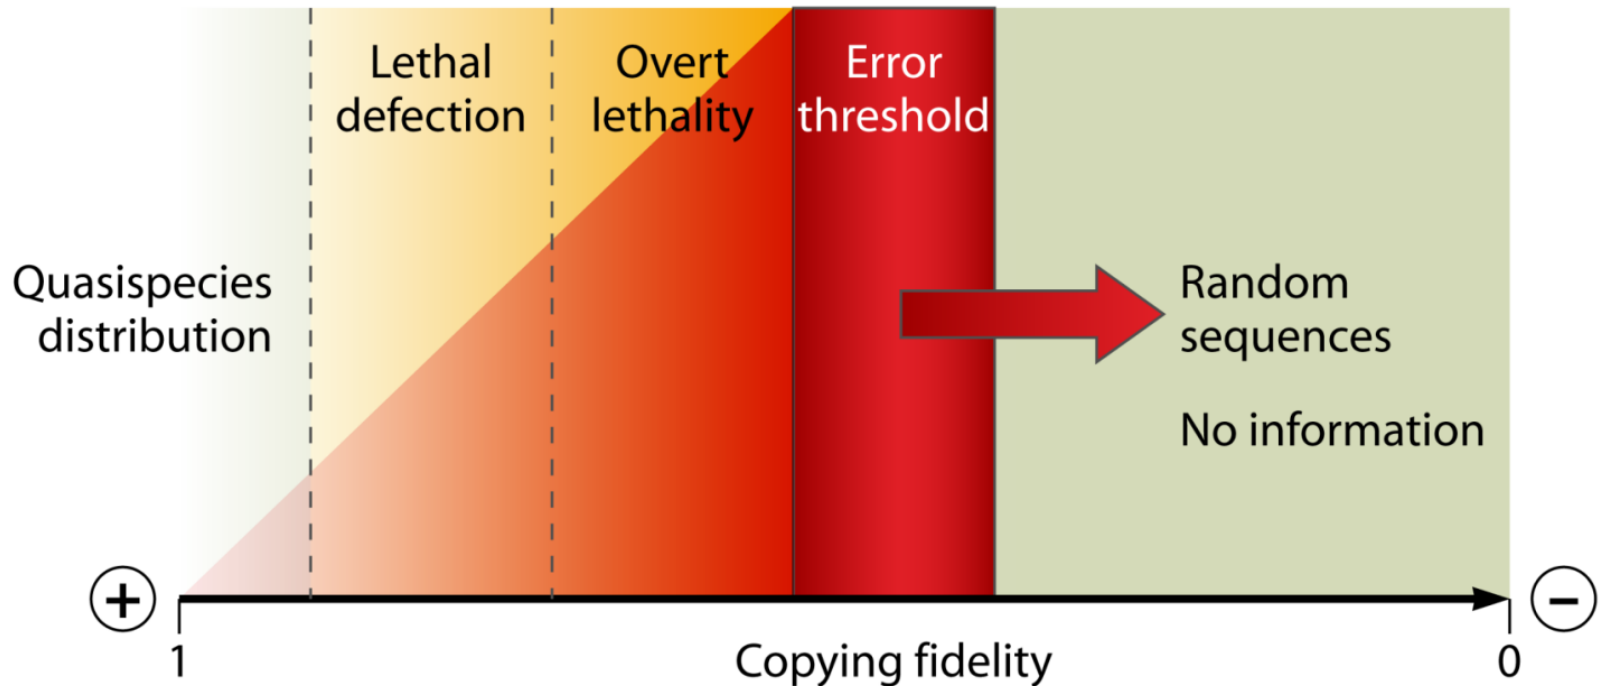 Lethal
defection
Overt
lethality
Error
threshold
Quasispecies
distribution
Random
sequences
No information
+
−
1
Copying fidelity
0